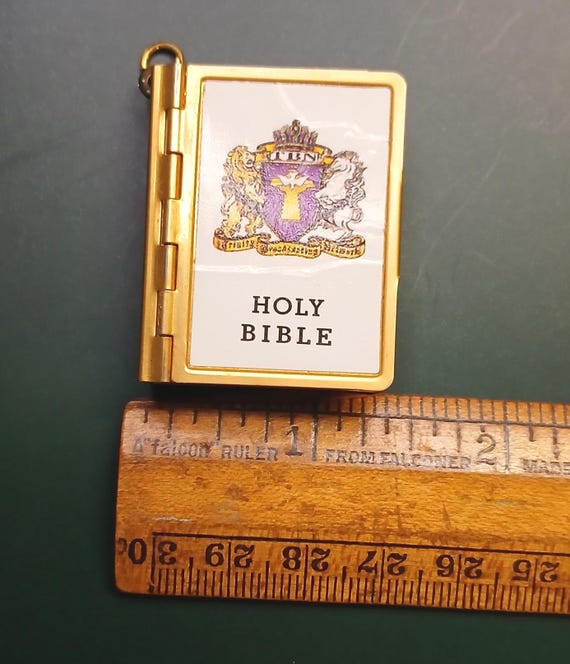 TBN
Trinity Broadcasting Network
HOLY
BIBLE
1 2
A "falcon" RULER FROM FALCONER MADE
30 29 28 27 26 25